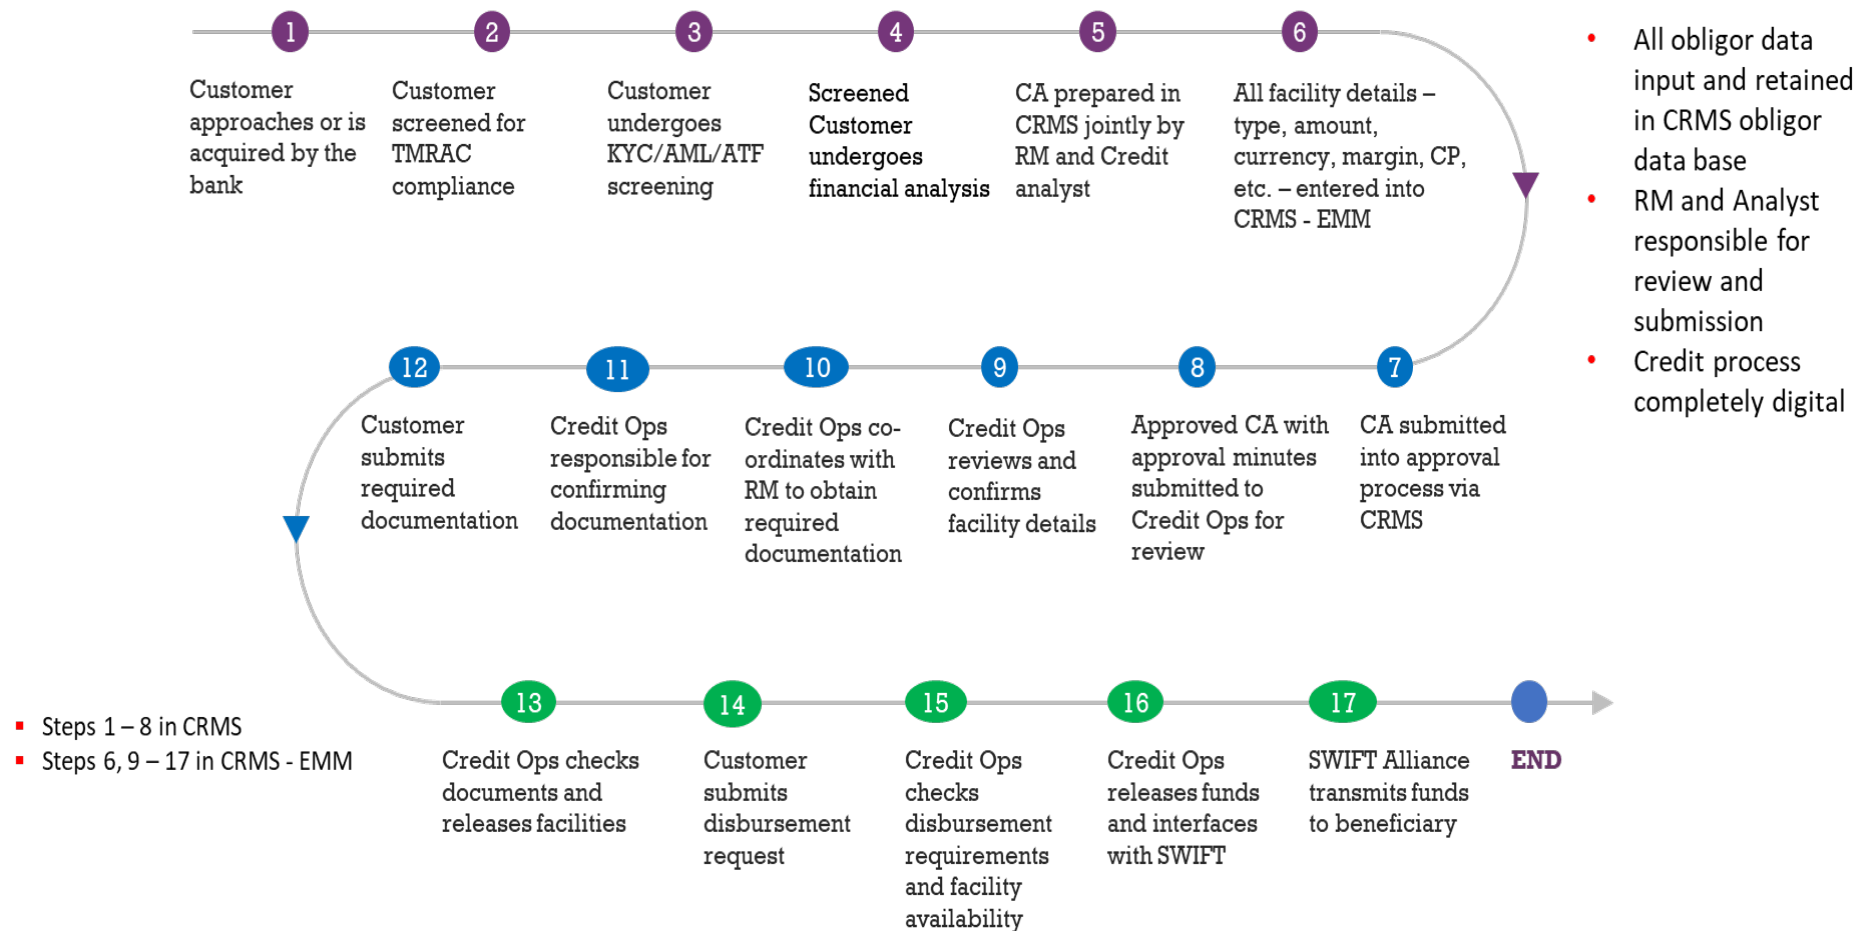 1
2
3
4
5
6
Customer
approaches or is
acquired by the
bank
Customer
screened for
TMRAC
compliance
Customer
undergoes
KYC/AML/ATF
screening
Screened
Customer
undergoes
financial analysis
CA prepared in
CRMS jointly by
RM and Credit
analyst
All facility details –
type, amount,
currency, margin, CP,
etc. – entered into
CRMS - EMM
• All obligor data
input and retained
in CRMS obligor
data base
• RM and Analyst
responsible for
review and
submission
• Credit process
completely digital
12
11
10
9
8
7
Customer
submits
required
documentation
Credit Ops
responsible for
confirming
documentation
Credit Ops co-
ordinates with
RM to obtain
required
documentation
Credit Ops
reviews and
confirms
facility details
Approved CA with
approval minutes
submitted to
Credit Ops for
review
CA submitted
into approval
process via
CRMS
▪ Steps 1 – 8 in CRMS
▪ Steps 6, 9 – 17 in CRMS - EMM
13
14
15
16
17
Credit Ops checks
documents and
releases facilities
Customer
submits
disbursement
request
Credit Ops
checks
disbursement
requirements
and facility
availability
Credit Ops
releases funds
and interfaces
with SWIFT
SWIFT Alliance
transmits funds
to beneficiary
END